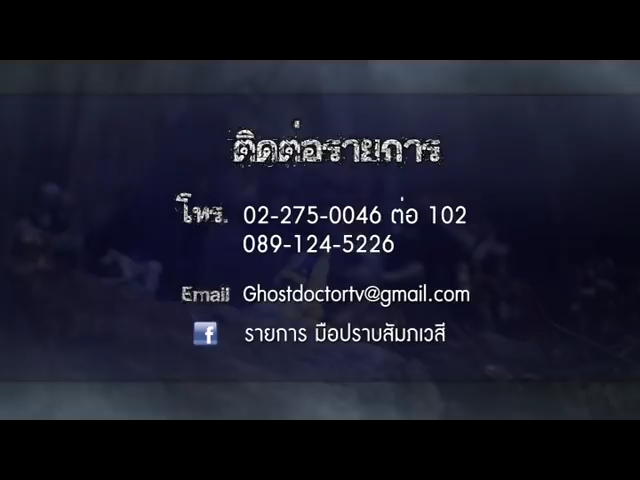 ติดต่อรายการ
โทร. 02-275-0046 ต่อ 102
089-124-5226
Email Ghostdoctortv@gmail.com
f รายการ มือปราบสัมภเวสี